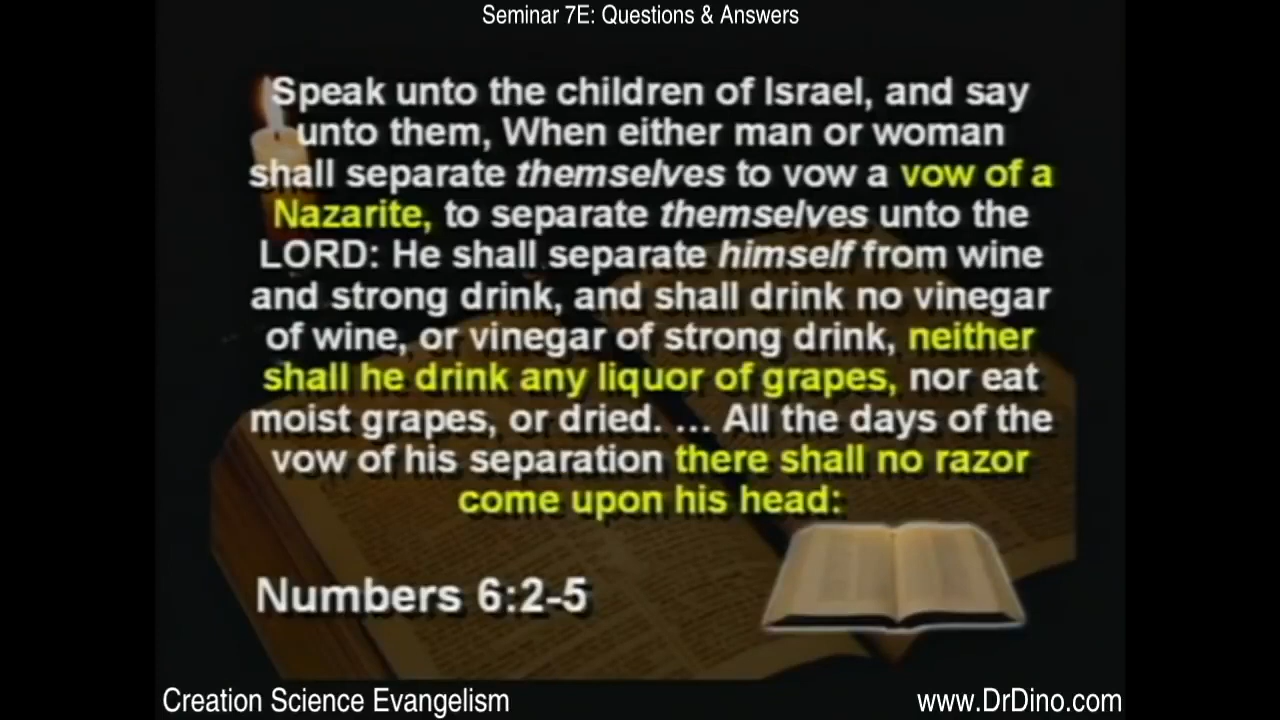 Seminar 7E: Questions & Answers
Speak unto the children of Israel, and say
unto them, When either man or woman
shall separate themselves to vow a vow of a
Nazarite, to separate themselves unto the
LORD: He shall separate himself from wine
and strong drink, and shall drink no vinegar
of wine, or vinegar of strong drink, neither
shall he drink any liquor of grapes, nor eat
moist grapes, or dried. ... All the days of the
vow of his separation there shall no razor
come upon his head:
Numbers 6:2-5
Creation Science Evangelism
www.DrDino.com